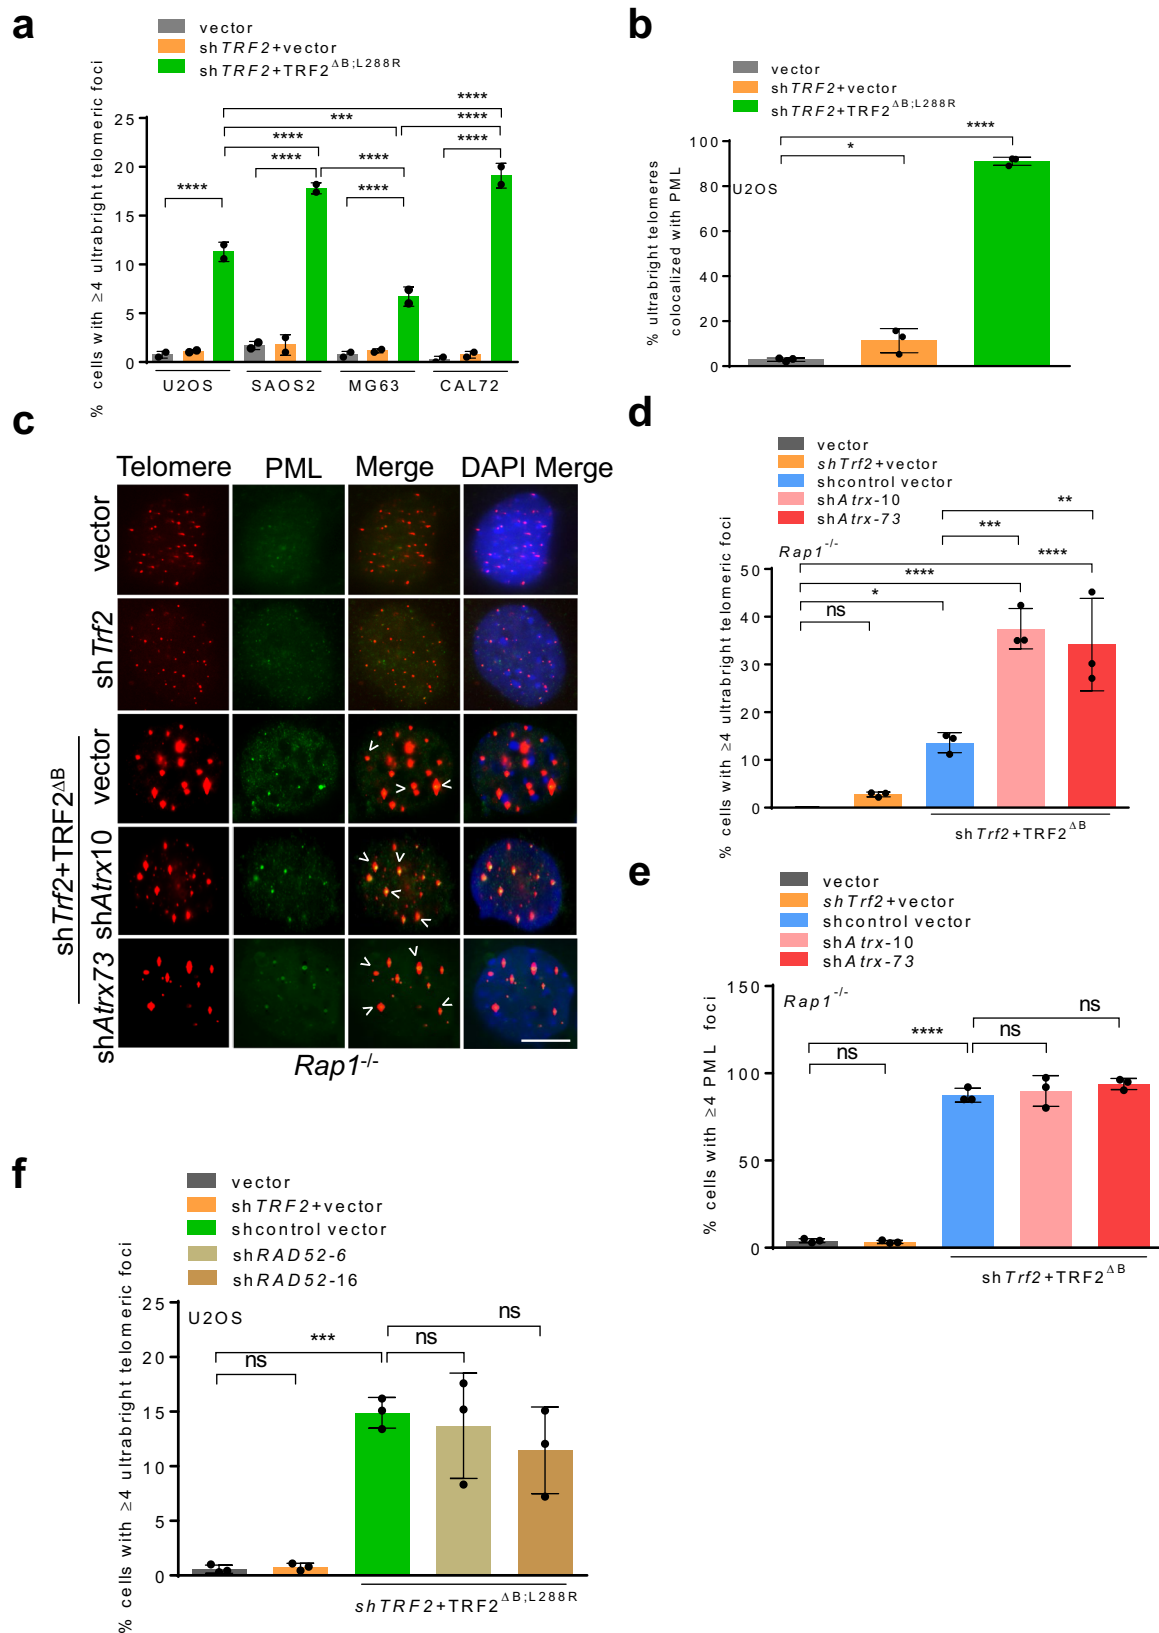 a
vector
shTRF2+vector
shTRF2+TRF2ΔB;L288R
% cells with ≥4 ultrabright telomeric foci
25
20
15
10
5
0
****
****
****
****
***
****
****
****
****
U2OS
SAOS2
MG63
CAL72
b
vector
shTRF2+vector
shTRF2+TRF2ΔB;L288R
% ultrabright telomeres
colocalized with PML
100
80
60
40
20
0
U2OS
*
****
c
Telomere
PML
Merge
DAPI Merge
vector
shTrf2
vector
shAtrx10
shAtrx73
shTrf2+TRF2ΔB
Rap1-/-
d
vector
shTrf2+vector
shcontrol vector
shAtrx-10
shAtrx-73
Rap1-/-
% cells with ≥4 ultrabright telomeric foci
50
40
30
20
10
0
**
***
****
****
*
ns
shTrf2+TRF2ΔB
e
vector
shTrf2+vector
shcontrol vector
shAtrx-10
shAtrx-73
% cells with ≥4 PML foci
150
100
50
0
Rap1-/-
ns
****
ns
ns
shTrf2+TRF2ΔB
f
vector
shTRF2+vector
shcontrol vector
shRAD52-6
shRAD52-16
% cells with ≥4 ultrabright telomeric foci
25
20
15
10
5
0
U2OS
ns
***
ns
ns
shTRF2+TRF2ΔB;L288R